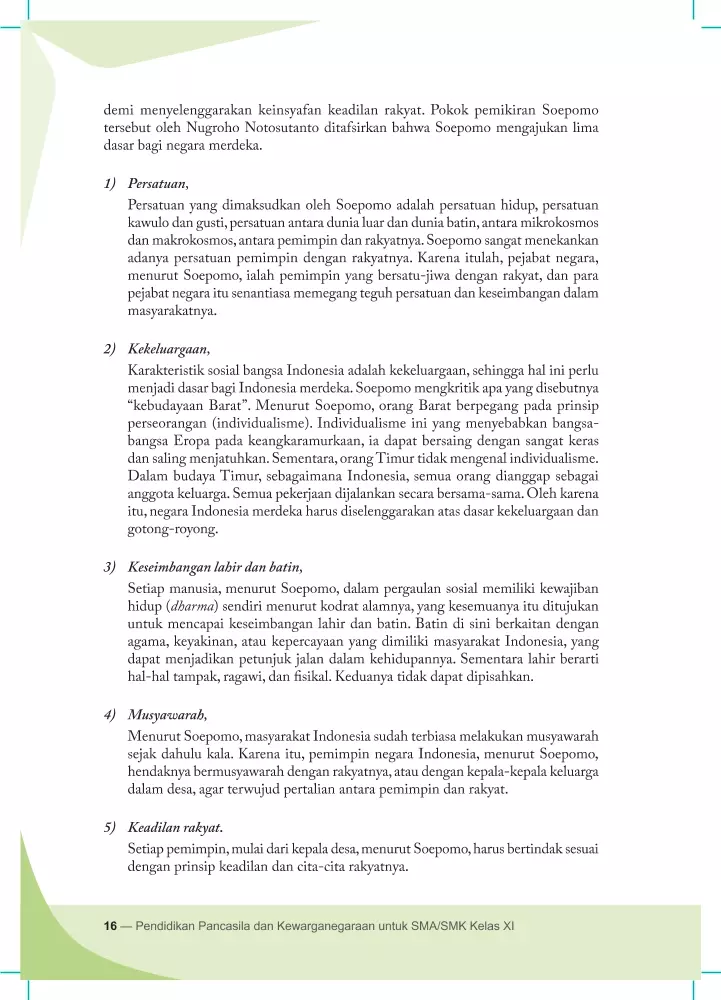 demi menyelenggarakan keinsyafan keadilan rakyat. Pokok pemikiran Soepomo
tersebut oleh Nugroho Notosutanto ditafsirkan bahwa Soepomo mengajukan lima
dasar bagi negara merdeka.
1) Persatuan,
Persatuan yang dimaksudkan oleh Soepomo adalah persatuan hidup, persatuan
kawulo dan gusti, persatuan antara dunia luar dan dunia batin, antara mikrokosmos
dan makrokosmos, antara pemimpin dan rakyatnya. Soepomo sangat menekankan
adanya persatuan pemimpin dengan rakyatnya. Karena itulah, pejabat negara,
menurut Soepomo, ialah pemimpin yang bersatu-jiwa dengan rakyat, dan para
pejabat negara itu senantiasa memegang teguh persatuan dan keseimbangan dalam
masyarakatnya.
2) Kekeluargaan,
Karakteristik sosial bangsa Indonesia adalah kekeluargaan, sehingga hal ini perlu
menjadi dasar bagi Indonesia merdeka. Soepomo mengkritik apa yang disebutnya
“kebudayaan Barat”. Menurut Soepomo, orang Barat berpegang pada prinsip
perseorangan (individualisme). Individualisme ini yang menyebabkan bangsa-
bangsa Eropa pada keangkaramurkaan, ia dapat bersaing dengan sangat keras
dan saling menjatuhkan. Sementara, orang Timur tidak mengenal individualisme.
Dalam budaya Timur, sebagaimana Indonesia, semua orang dianggap sebagai
anggota keluarga. Semua pekerjaan dijalankan secara bersama-sama. Oleh karena
itu, negara Indonesia merdeka harus diselenggarakan atas dasar kekeluargaan dan
gotong-royong.
3) Keseimbangan lahir dan batin,
Setiap manusia, menurut Soepomo, dalam pergaulan sosial memiliki kewajiban
hidup (dharma) sendiri menurut kodrat alamnya, yang kesemuanya itu ditujukan
untuk mencapai keseimbangan lahir dan batin. Batin di sini berkaitan dengan
agama, keyakinan, atau kepercayaan yang dimiliki masyarakat Indonesia, yang
dapat menjadikan petunjuk jalan dalam kehidupannya. Sementara lahir berarti
hal-hal tampak, ragawi, dan fisikal. Keduanya tidak dapat dipisahkan.
4) Musyawarah,
Menurut Soepomo, masyarakat Indonesia sudah terbiasa melakukan musyawarah
sejak dahulu kala. Karena itu, pemimpin negara Indonesia, menurut Soepomo,
hendaknya bermusyawarah dengan rakyatnya, atau dengan kepala-kepala keluarga
dalam desa, agar terwujud pertalian antara pemimpin dan rakyat.
5) Keadilan rakyat.
Setiap pemimpin, mulai dari kepala desa, menurut Soepomo, harus bertindak sesuai
dengan prinsip keadilan dan cita-cita rakyatnya.
16 — Pendidikan Pancasila dan Kewarganegaraan untuk SMA/SMK Kelas XI